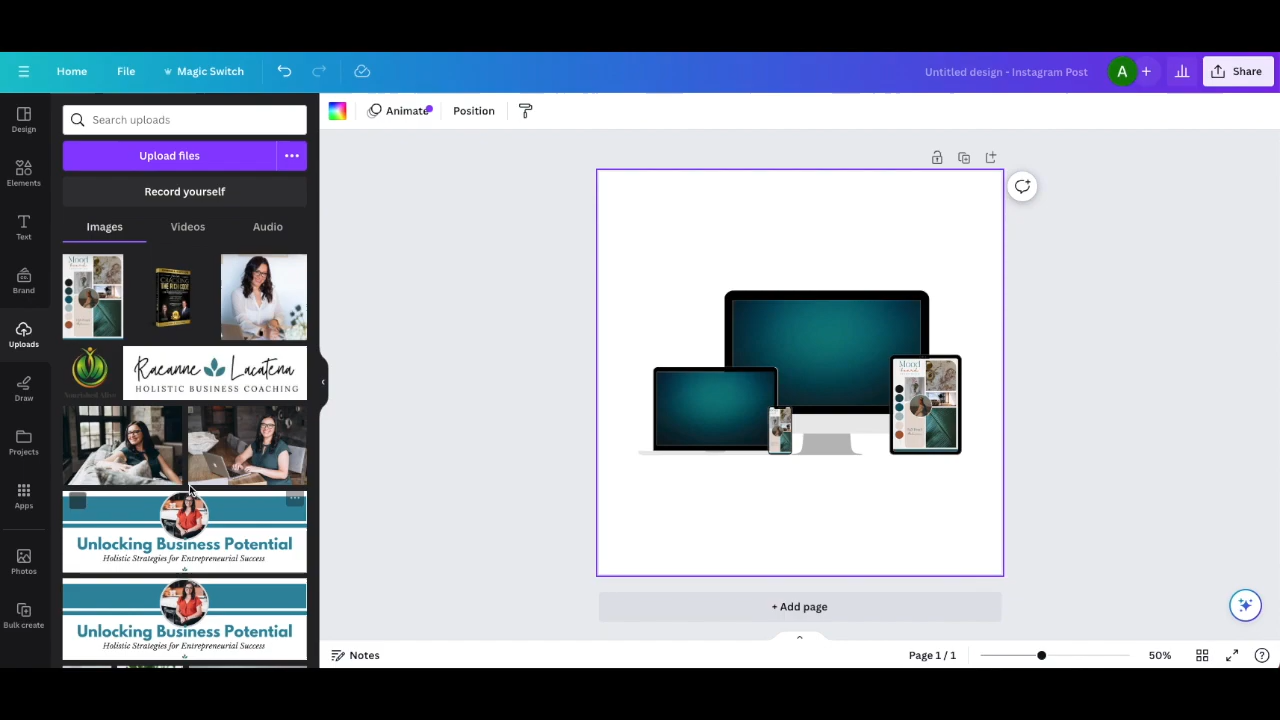 Home
File
Magic Switch
Untitled design - Instagram Post
A
Share
Design
Elements
Text
Brand
Uploads
Draw
Projects
Apps
Photos
Bulk create
Search uploads
Upload files
Record yourself
Images
Videos
Audio
Mood
Raeanne Lacatena
HOLISTIC BUSINESS COACHING
Unlocking Business Potential
Holistic Strategies for Entrepreneurial Success
Unlocking Business Potential
Holistic Strategies for Entrepreneurial Success
Animate
Position
+ Add page
Notes
Page 1 / 1
50%